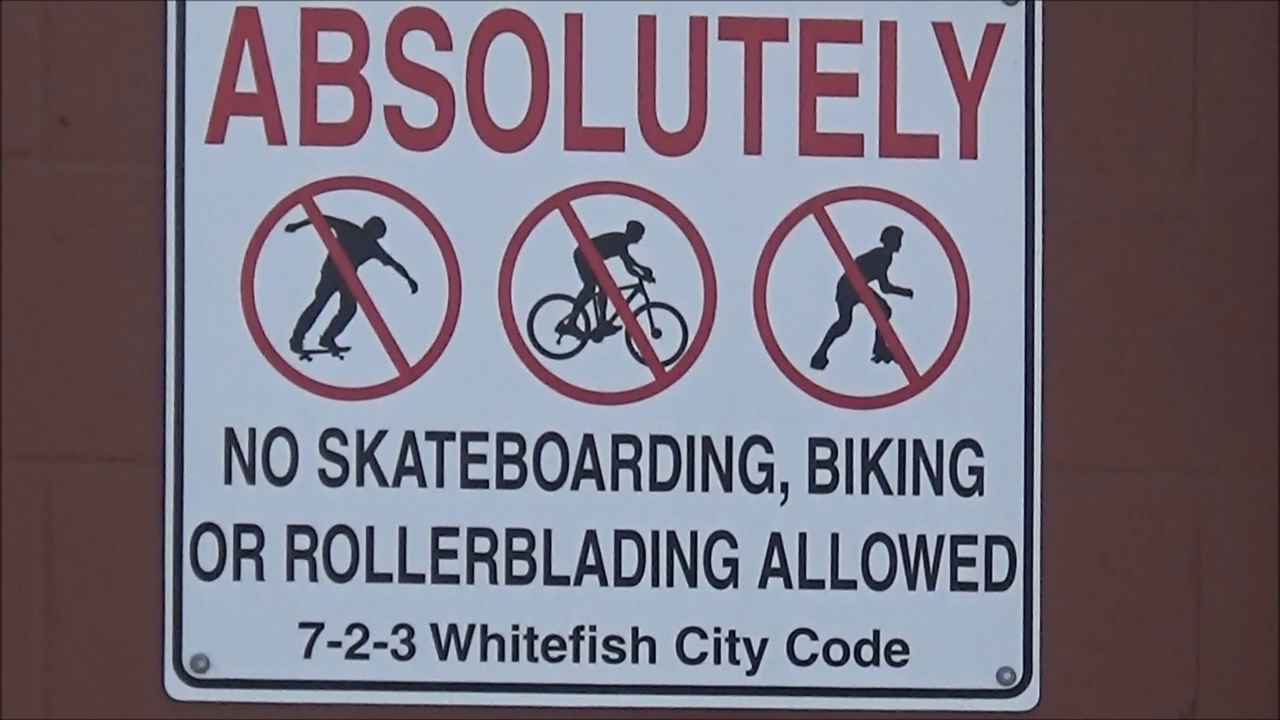 ABSOLUTELY
NO SKATEBOARDING, BIKING
OR ROLLERBLADING ALLOWED
7-2-3 Whitefish City Code